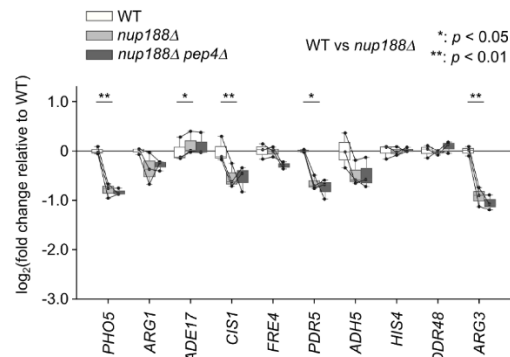 WT
nup188Δ
nup188Δ pep4Δ
WT vs nup188Δ
*: p < 0.05
**: p < 0.01
log₂(fold change relative to WT)
1.0
0
-1.0
-2.0
-3.0
**
*
**
*
**
PHO5
ARG1
ADE17
CIS1
FRE4
PDR5
ADH5
HIS4
DDR48
ARG3